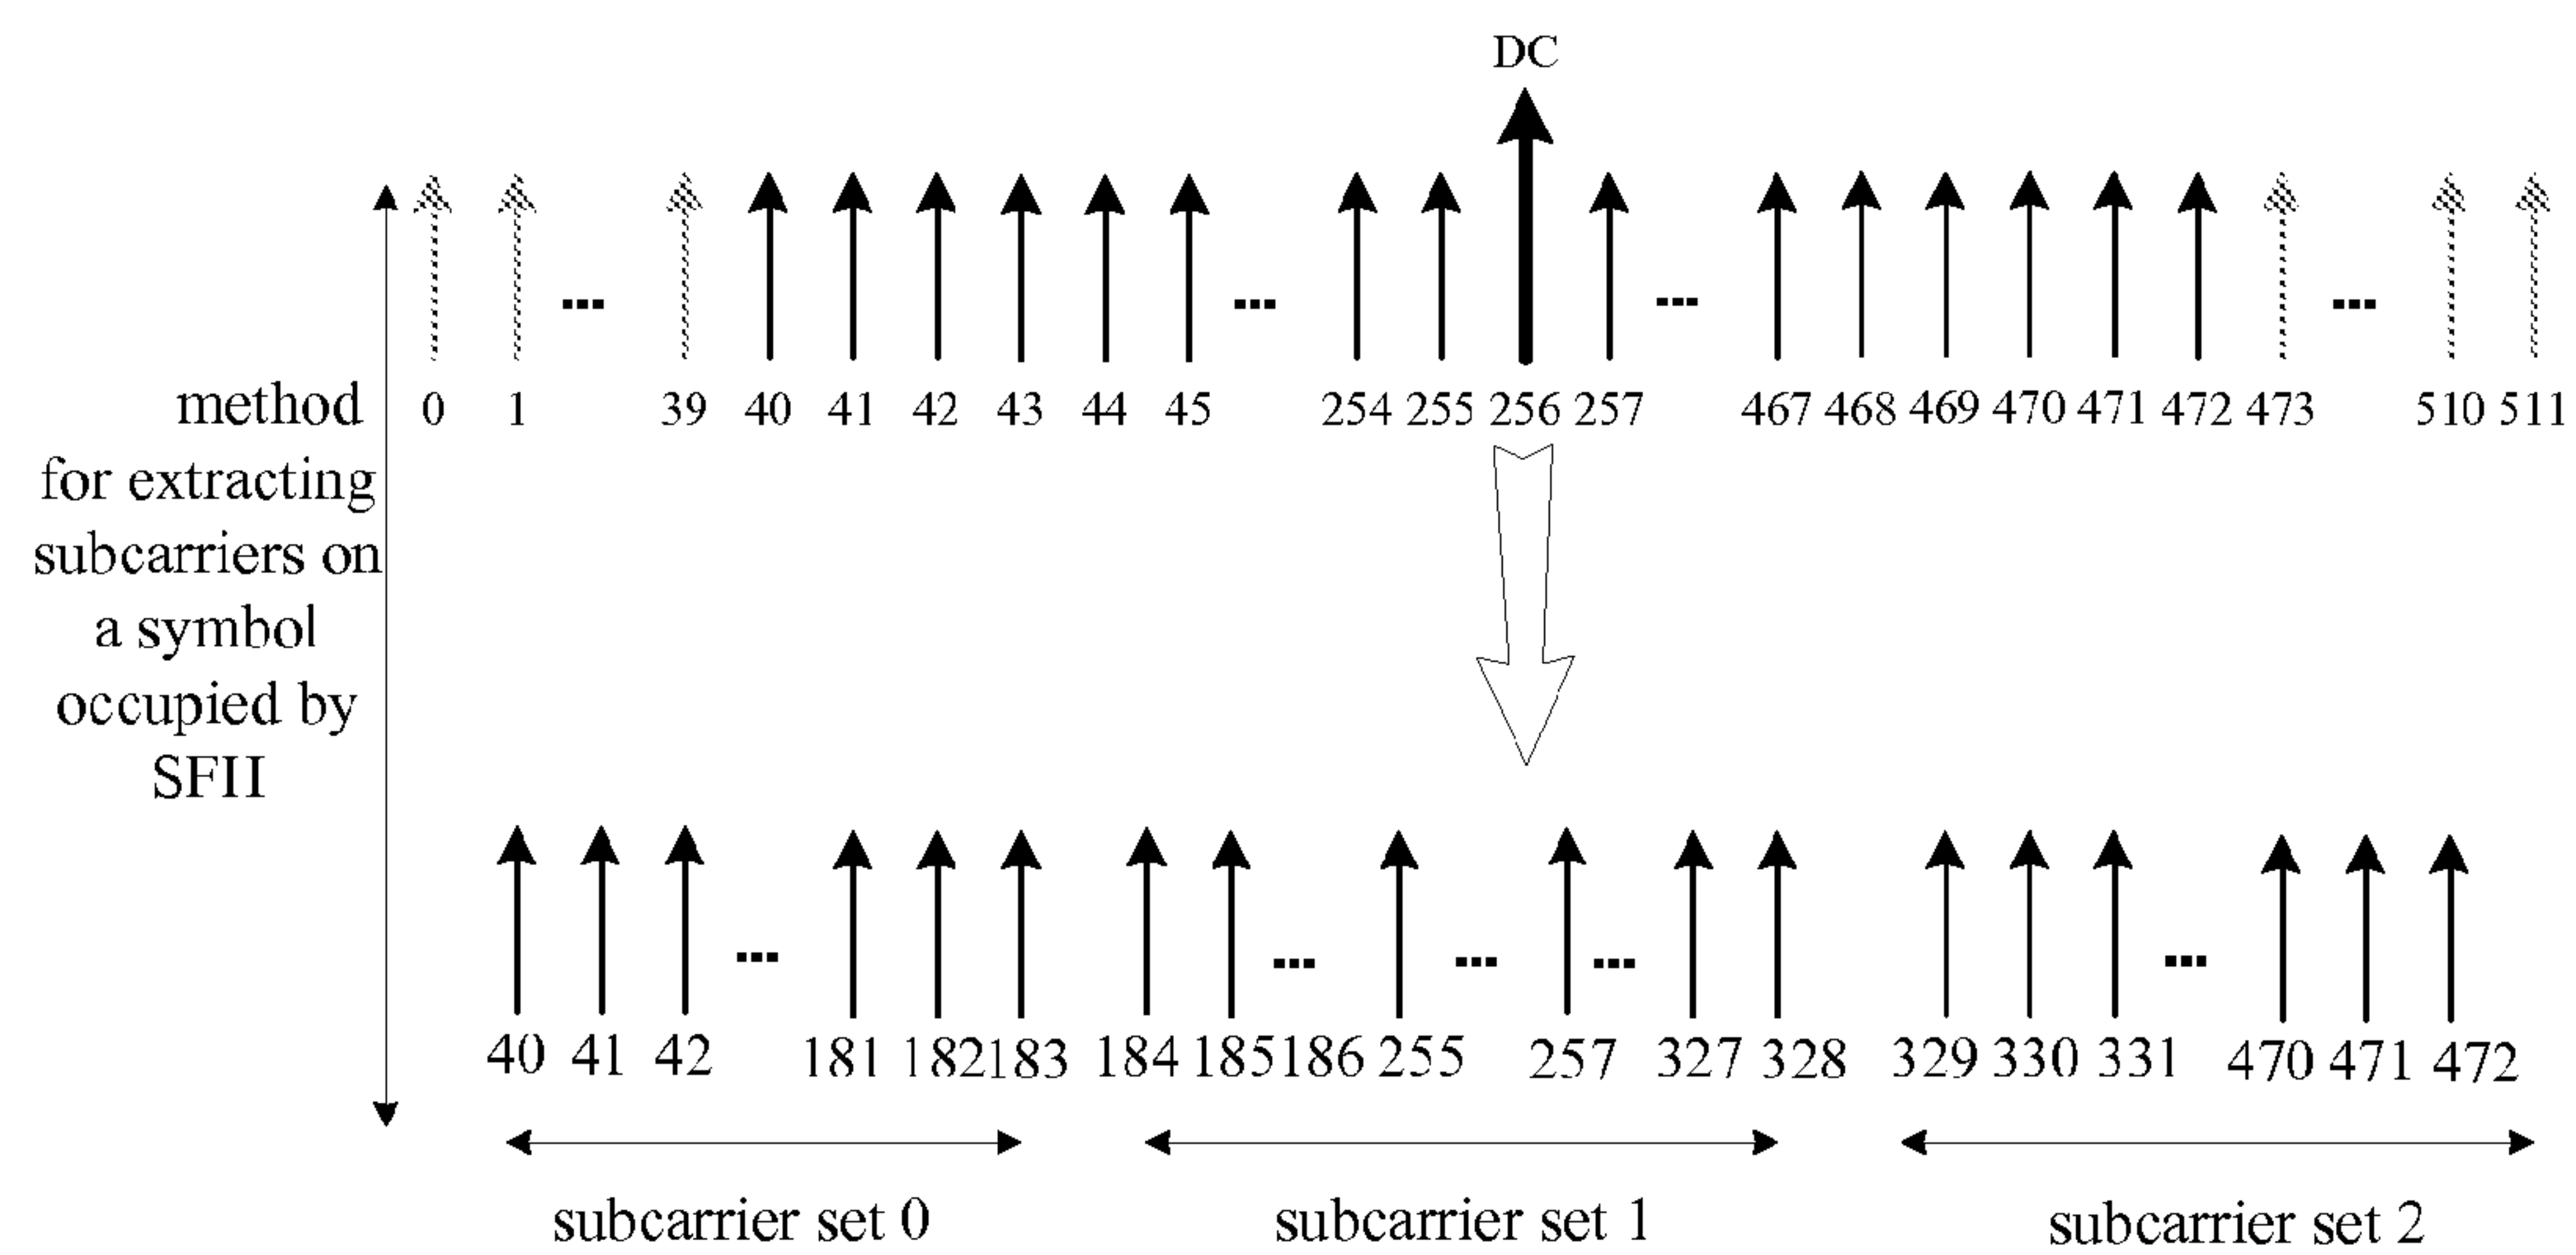 DC
0 1 ... 39 40 41 42 43 44 45 ... 254 255 256 257 ... 467 468 469 470 471 472 473 ... 510 511
method
for extracting
subcarriers on
a symbol
occupied by
SFII
... ... ... ... ...
40 41 42 181 182 183 184 185 186 255 257 327 328 329 330 331 470 471 472
subcarrier set 0 subcarrier set 1 subcarrier set 2